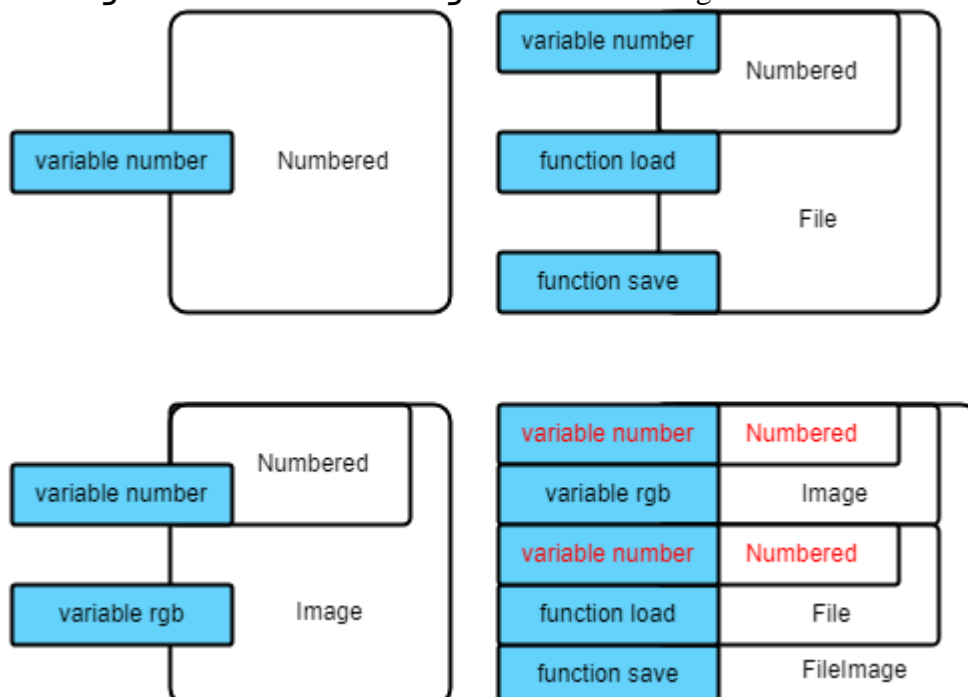 variable number
Numbered
variable number
Numbered
function load
File
function save
Numbered
variable number
variable rgb
Image
variable number Numbered
variable rgb Image
variable number Numbered
function load File
function save FileImage